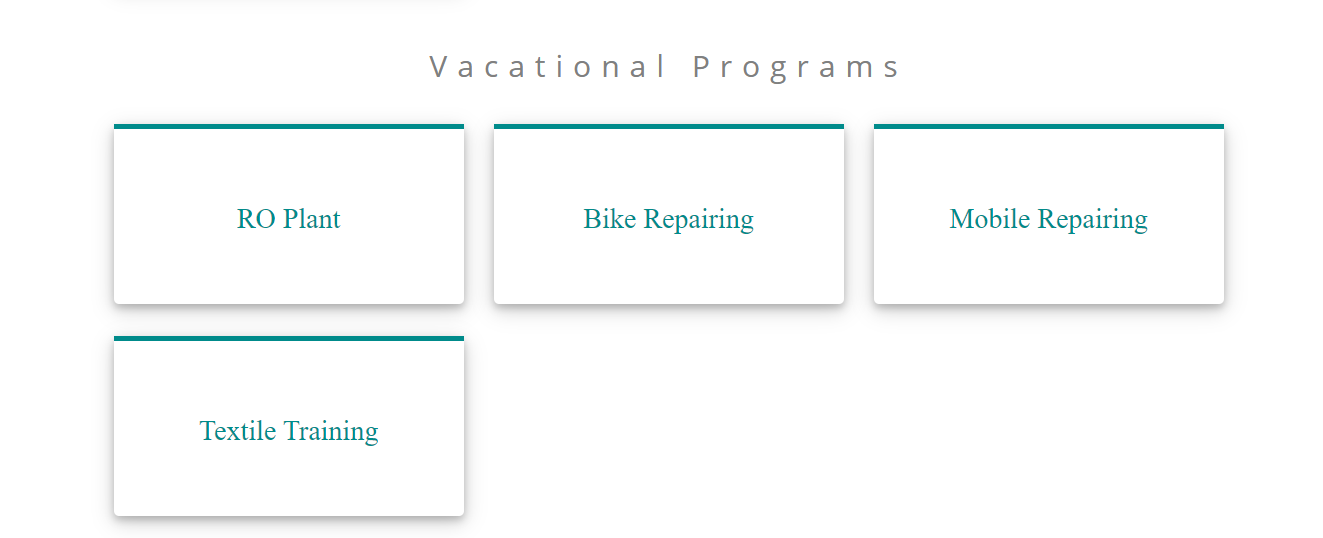 Vacational Programs
RO Plant
Bike Repairing
Mobile Repairing
Textile Training